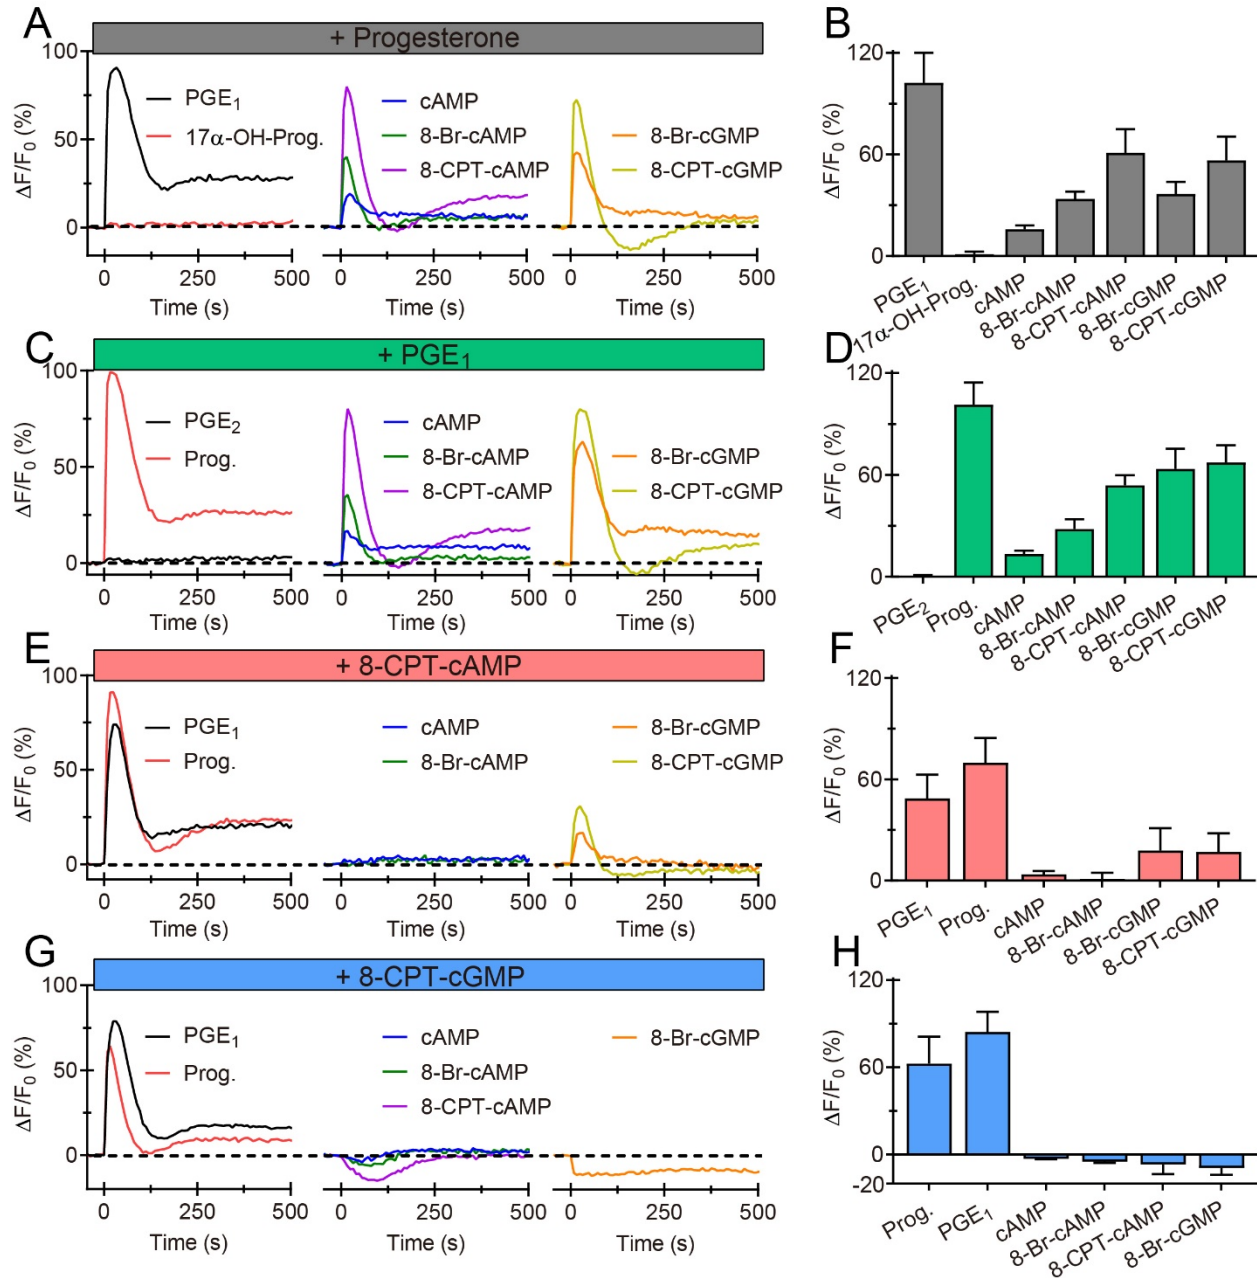 A
+ Progesterone
100
50
0
ΔF/F0 (%)
PGE1
17α-OH-Prog.
cAMP
8-Br-cAMP
8-CPT-cAMP
8-Br-cGMP
8-CPT-cGMP
0 250 500
0 250 500
0 250 500
Time (s)
Time (s)
Time (s)
B
120
60
0
ΔF/F0 (%)
PGE1
17α-OH-Prog.
cAMP
8-Br-cAMP
8-CPT-cAMP
8-Br-cGMP
8-CPT-cGMP
C
+ PGE1
100
50
0
ΔF/F0 (%)
PGE2
Prog.
cAMP
8-Br-cAMP
8-CPT-cAMP
8-Br-cGMP
8-CPT-cGMP
0 250 500
0 250 500
0 250 500
Time (s)
Time (s)
Time (s)
D
120
60
0
ΔF/F0 (%)
PGE2
Prog.
cAMP
8-Br-cAMP
8-CPT-cAMP
8-Br-cGMP
8-CPT-cGMP
E
+ 8-CPT-cAMP
100
50
0
ΔF/F0 (%)
PGE1
Prog.
cAMP
8-Br-cAMP
8-Br-cGMP
8-CPT-cGMP
0 250 500
0 250 500
0 250 500
Time (s)
Time (s)
Time (s)
F
120
60
0
ΔF/F0 (%)
PGE1
Prog.
cAMP
8-Br-cAMP
8-Br-cGMP
8-CPT-cGMP
G
+ 8-CPT-cGMP
100
50
0
ΔF/F0 (%)
PGE1
Prog.
cAMP
8-Br-cAMP
8-CPT-cAMP
8-Br-cGMP
0 250 500
0 250 500
0 250 500
Time (s)
Time (s)
Time (s)
H
120
60
0
-20
ΔF/F0 (%)
Prog.
PGE1
cAMP
8-Br-cAMP
8-CPT-cAMP
8-Br-cGMP